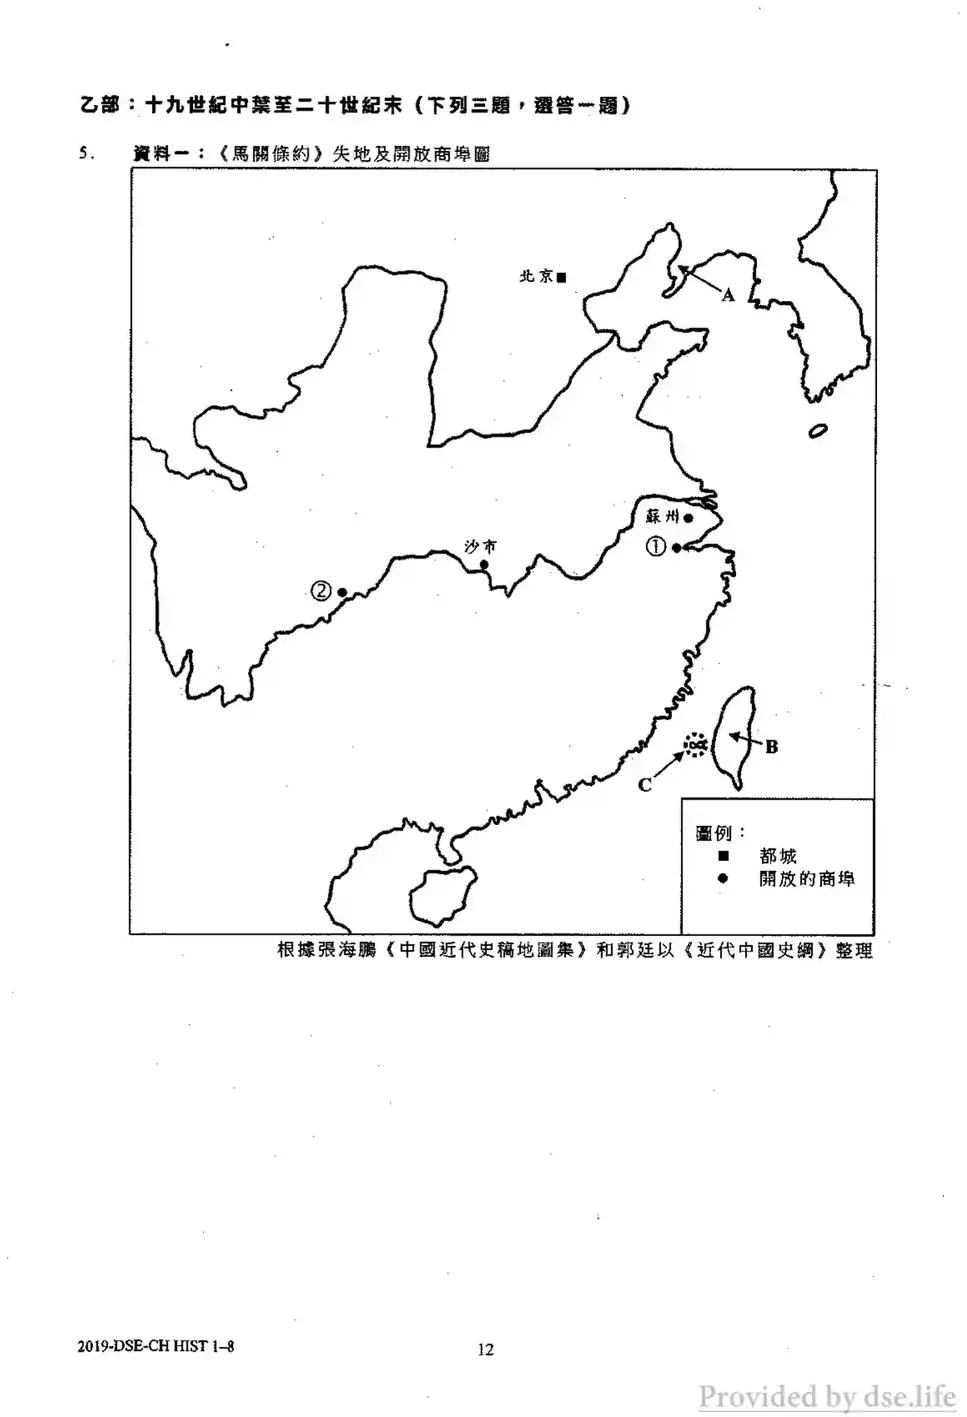 乙部：十九世紀中葉至二十世紀末（下列三題，選答一題）
5. 資料一：《馬關條約》失地及開放商埠圖
北京
A
蘇州
①
沙市
②
B
C
圖例：
都城
開放的商埠
根據張海鵬《中國近代史稿地圖集》和郭廷以《近代中國史綱》整理
2019-DSE-CH HIST 1–8
12
Provided by dse.life